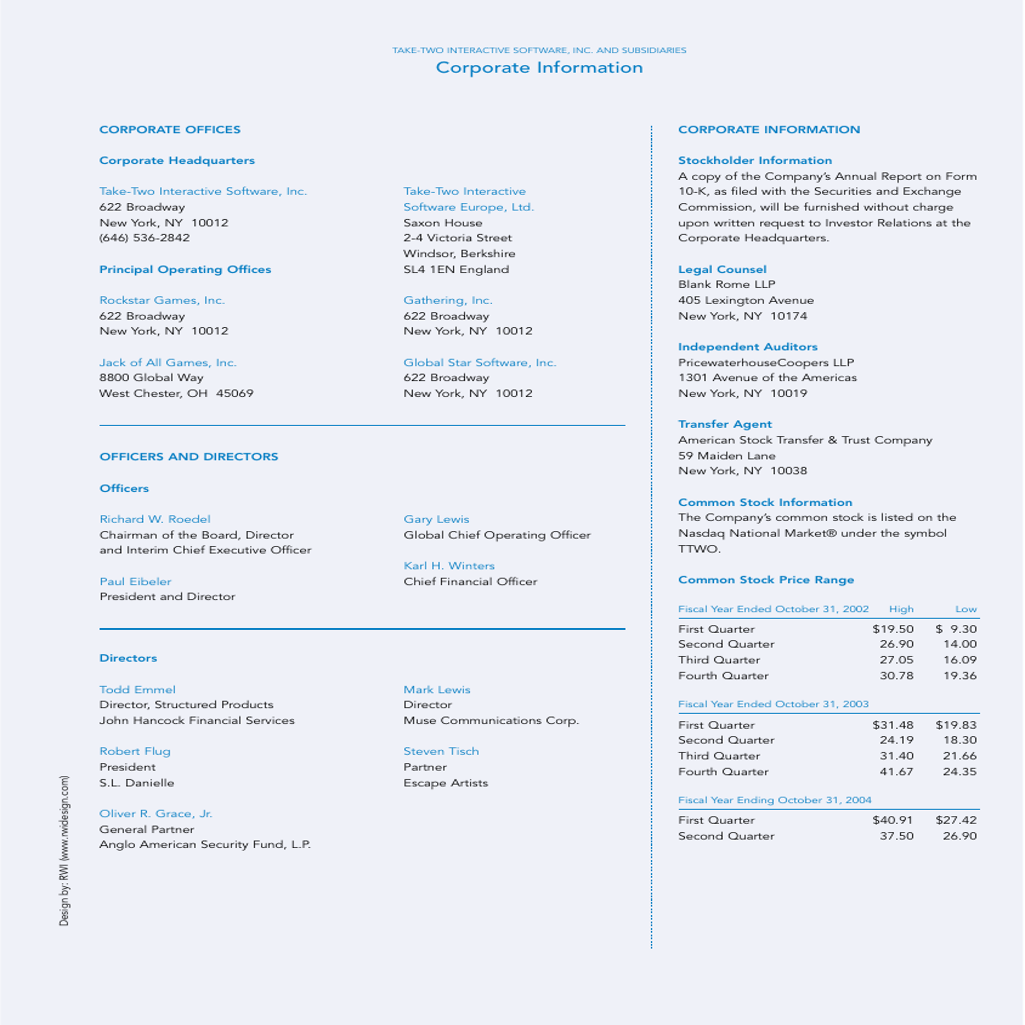 TAKE-TWO INTERACTIVE SOFTWARE, INC. AND SUBSIDIARIES
Corporate Information
CORPORATE OFFICES
Corporate Headquarters
Take-Two Interactive Software, Inc.
622 Broadway
New York, NY  10012
(646) 536-2842
Take-Two Interactive
Software Europe, Ltd.
Saxon House
2-4 Victoria Street
Windsor, Berkshire
SL4 1EN England
Principal Operating Offices
Rockstar Games, Inc.
622 Broadway
New York, NY  10012
Gathering, Inc.
622 Broadway
New York, NY  10012
Jack of All Games, Inc.
8800 Global Way
West Chester, OH  45069
Global Star Software, Inc.
622 Broadway
New York, NY  10012
OFFICERS AND DIRECTORS
Officers
Richard W. Roedel
Chairman of the Board, Director
and Interim Chief Executive Officer
Paul Eibeler
President and Director
Gary Lewis
Global Chief Operating Officer
Karl H. Winters
Chief Financial Officer
Directors
Todd Emmel
Director, Structured Products
John Hancock Financial Services
Robert Flug
President
S.L. Danielle
Oliver R. Grace, Jr.
General Partner
Anglo American Security Fund, L.P.
Mark Lewis
Director
Muse Communications Corp.
Steven Tisch
Partner
Escape Artists
CORPORATE INFORMATION
Stockholder Information
A copy of the Company's Annual Report on Form
10-K, as filed with the Securities and Exchange
Commission, will be furnished without charge
upon written request to Investor Relations at the
Corporate Headquarters.
Legal Counsel
Blank Rome LLP
405 Lexington Avenue
New York, NY  10174
Independent Auditors
PricewaterhouseCoopers LLP
1301 Avenue of the Americas
New York, NY  10019
Transfer Agent
American Stock Transfer & Trust Company
59 Maiden Lane
New York, NY  10038
Common Stock Information
The Company's common stock is listed on the
Nasdaq National Market® under the symbol
TTWO.
Common Stock Price Range
Fiscal Year Ended October 31, 2002 High Low
First Quarter $19.50 $ 9.30
Second Quarter 26.90 14.00
Third Quarter 27.05 16.09
Fourth Quarter 30.78 19.36
Fiscal Year Ended October 31, 2003
First Quarter $31.48 $19.83
Second Quarter 24.19 18.30
Third Quarter 31.40 21.66
Fourth Quarter 41.67 24.35
Fiscal Year Ending October 31, 2004
First Quarter $40.91 $27.42
Second Quarter 37.50 26.90
Design by: RWI (www.rwidesign.com)